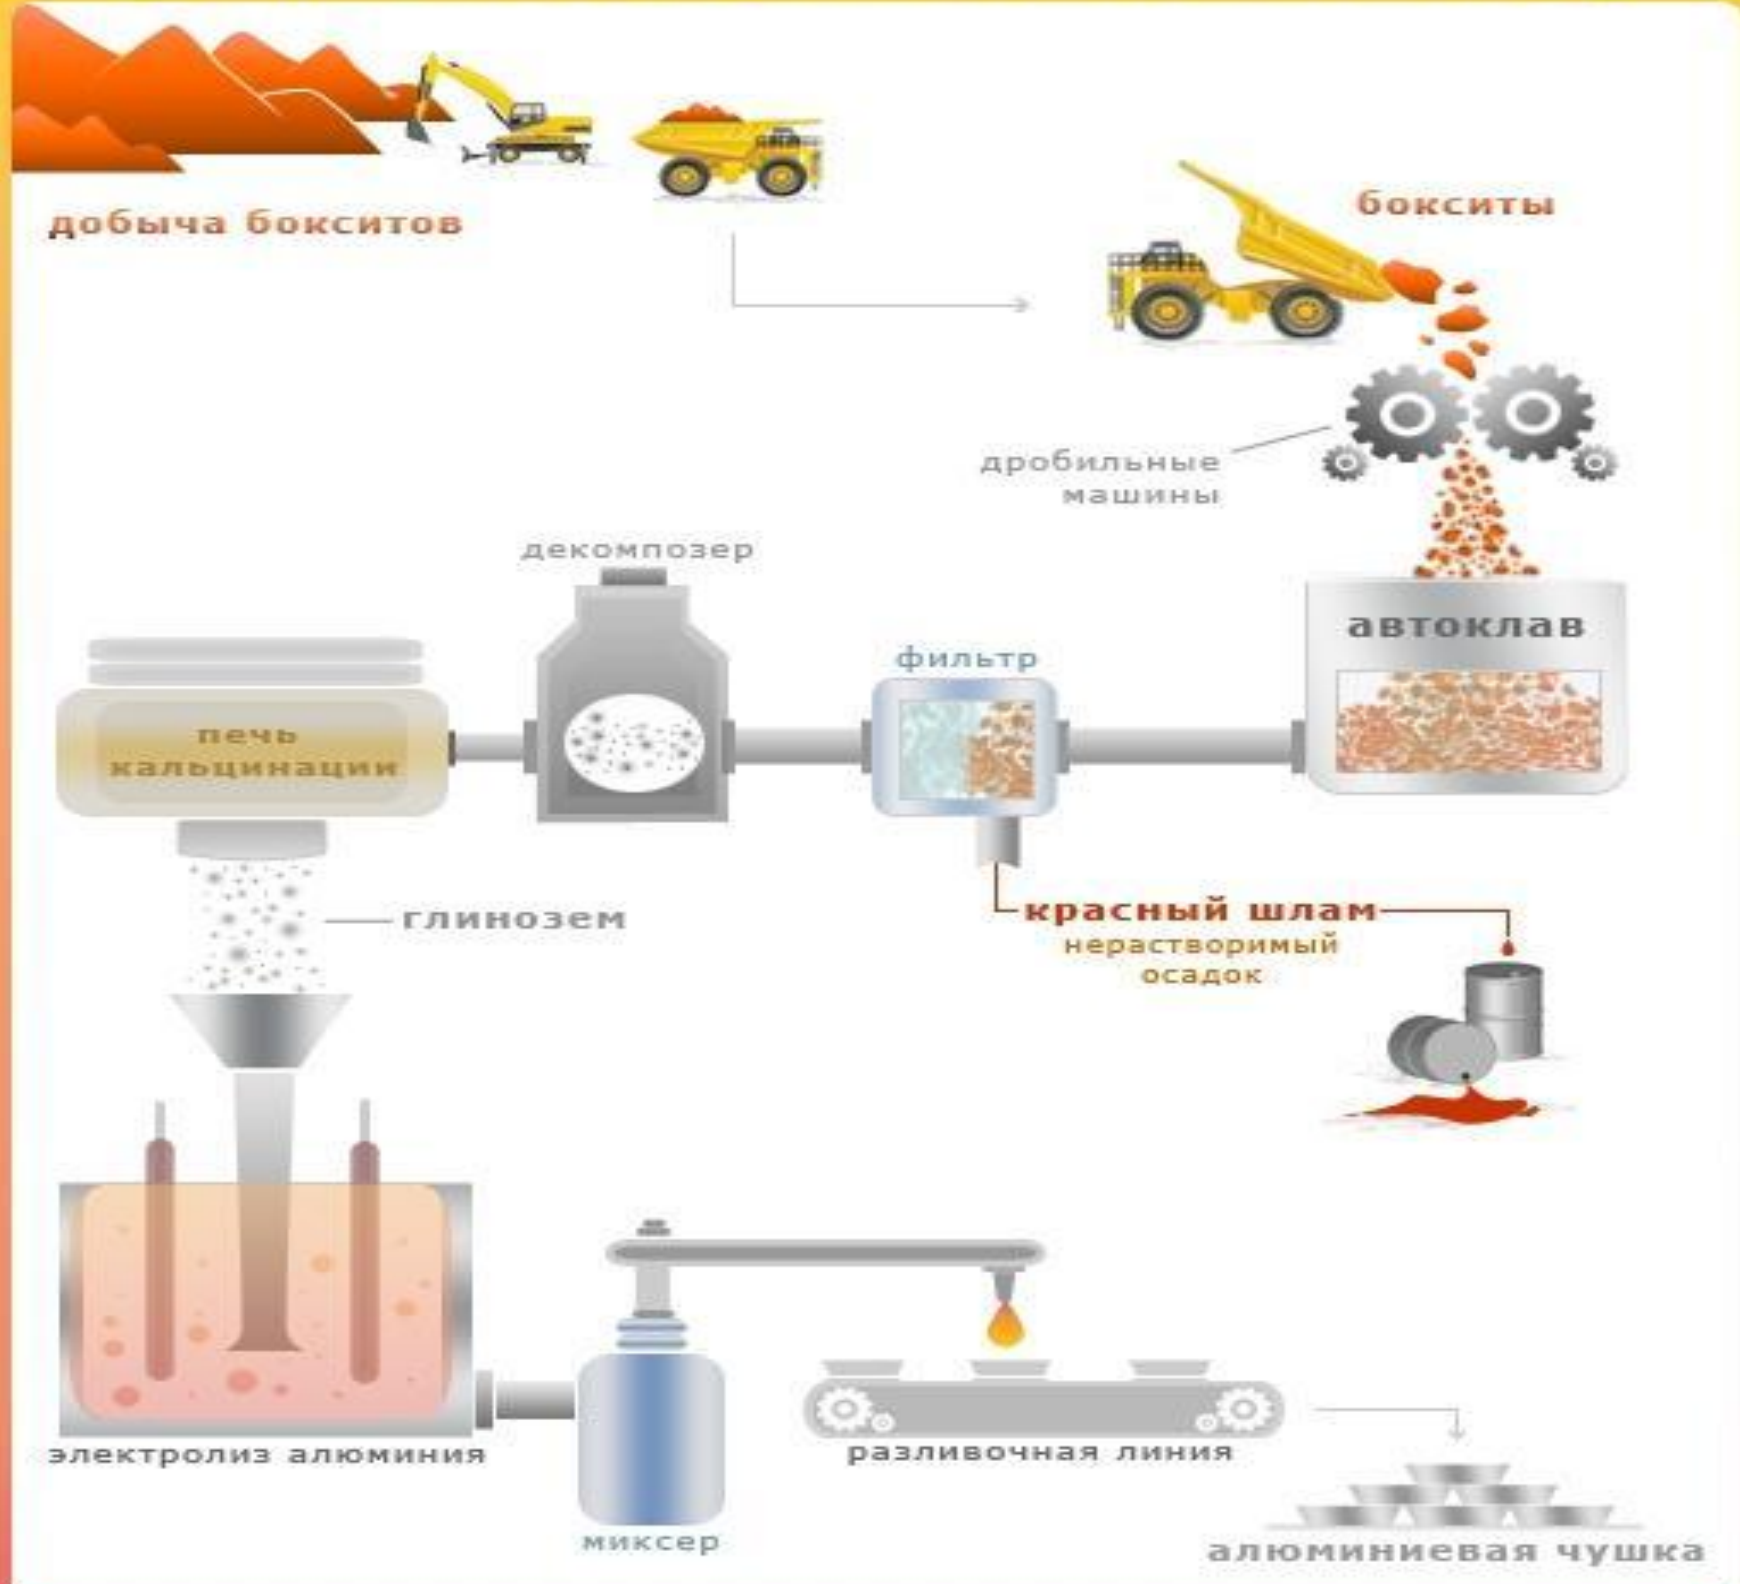 добыча бокситов
бокситы
дробильные
машины
декомпозер
автоклав
фильтр
печь
кальцинации
глинозем
красный шлам
нерастворимый
осадок
электролиз алюминия
разливочная линия
миксер
алюминиевая чушка